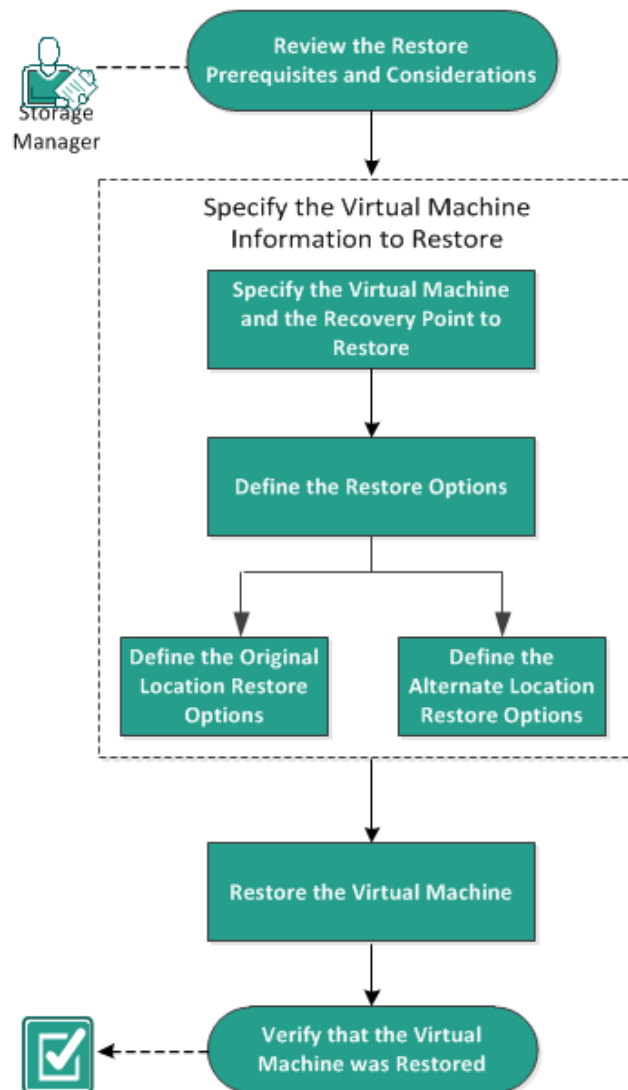 Review the Restore
Prerequisites and Considerations
Storage
Manager
Specify the Virtual Machine
Information to Restore
Specify the Virtual Machine
and the Recovery Point to
Restore
Define the Restore Options
Define the Original
Location Restore
Options
Define the
Alternate Location
Restore Options
Restore the Virtual Machine
Verify that the Virtual
Machine was Restored